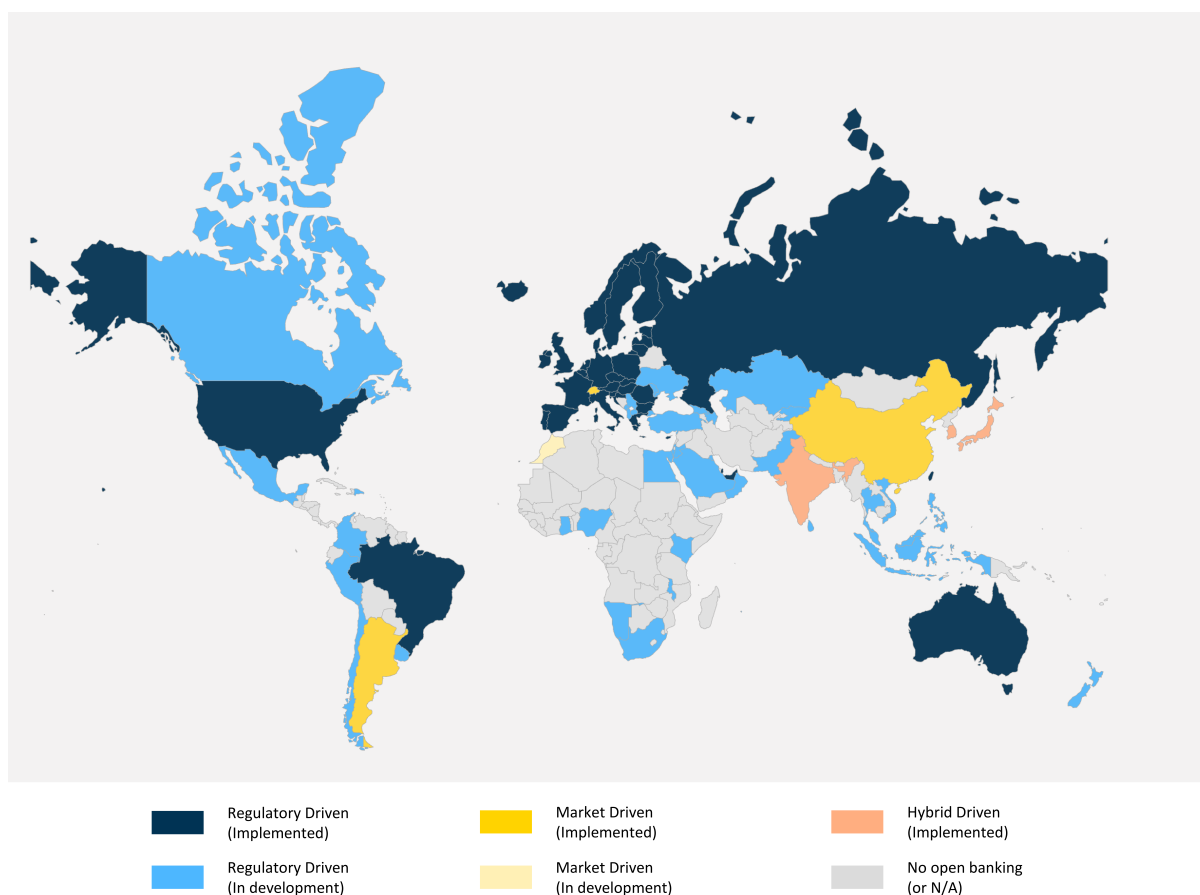 Regulatory Driven
(Implemented)
Market Driven
(Implemented)
Hybrid Driven
(Implemented)
Regulatory Driven
(In development)
Market Driven
(In development)
No open banking
(or N/A)